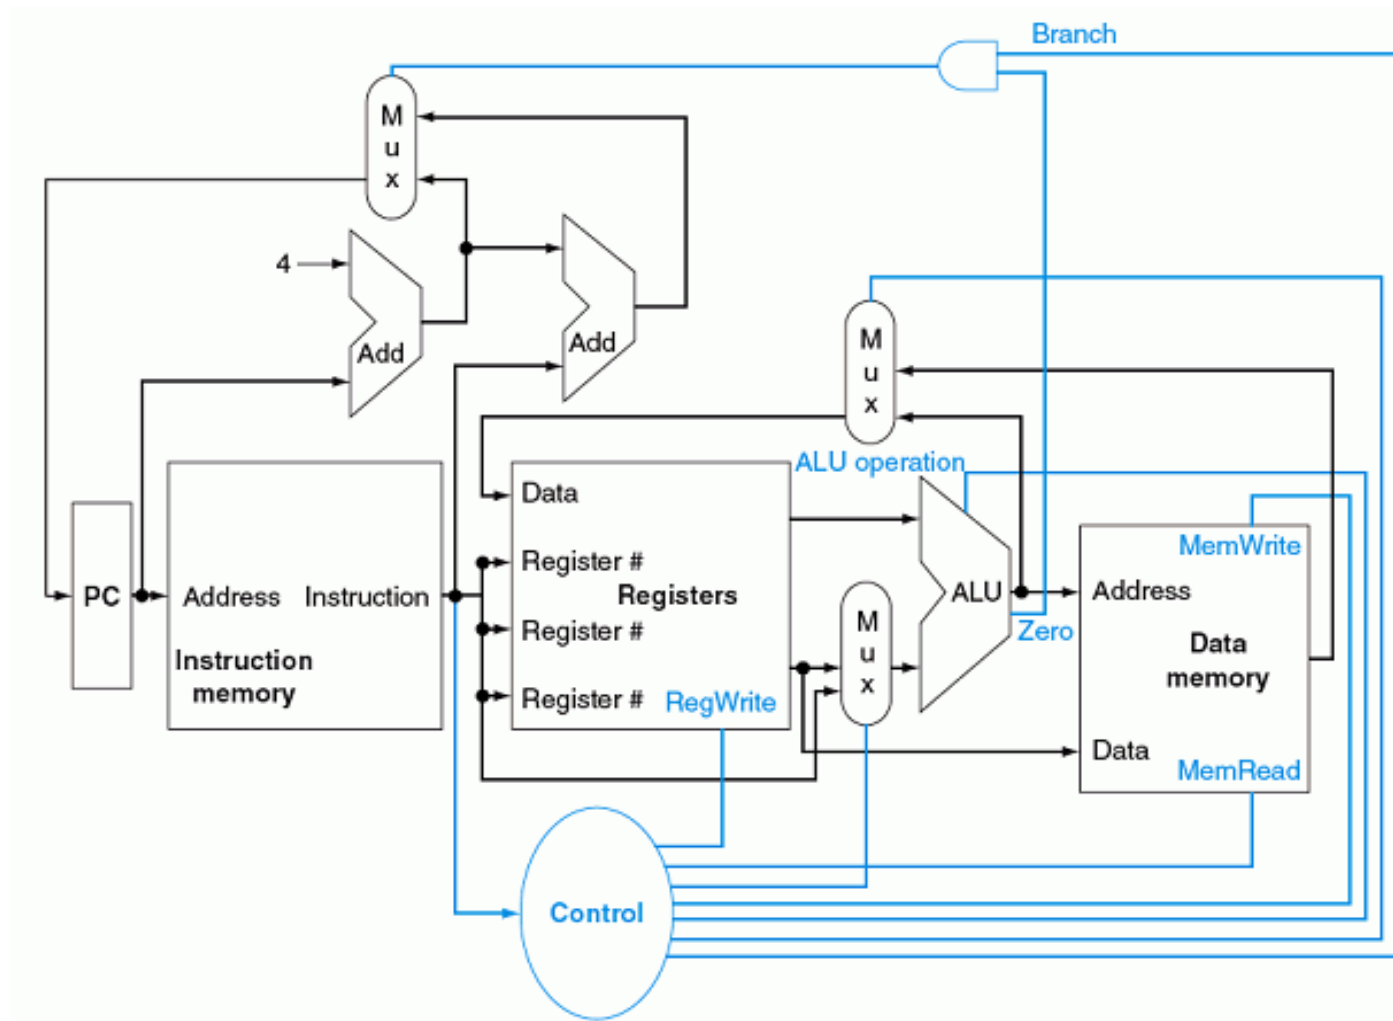 Branch
M
u
x
4
Add
Add
M
u
x
ALU operation
Data
Register #
Registers
Register #
Register #
RegWrite
PC
Address
Instruction
Instruction
memory
M
u
x
ALU
Zero
MemWrite
Address
Data
memory
Data
MemRead
Control